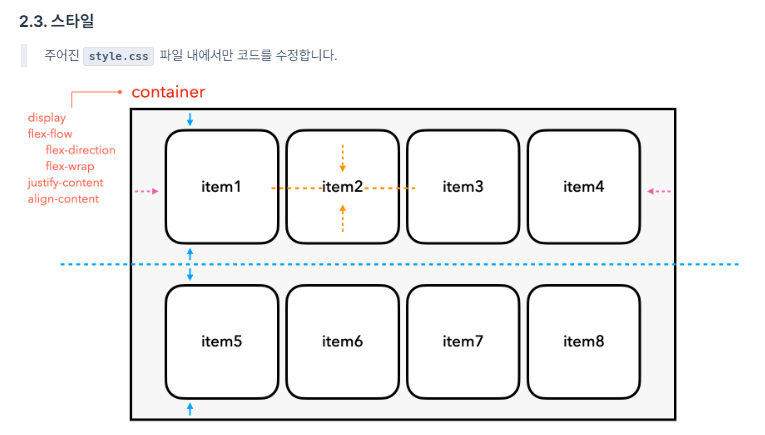 2.3. 스타일
주어진 style.css 파일 내에서만 코드를 수정합니다.
container
display
flex-flow
flex-direction
flex-wrap
justify-content
align-content
item1
item2
item3
item4
item5
item6
item7
item8